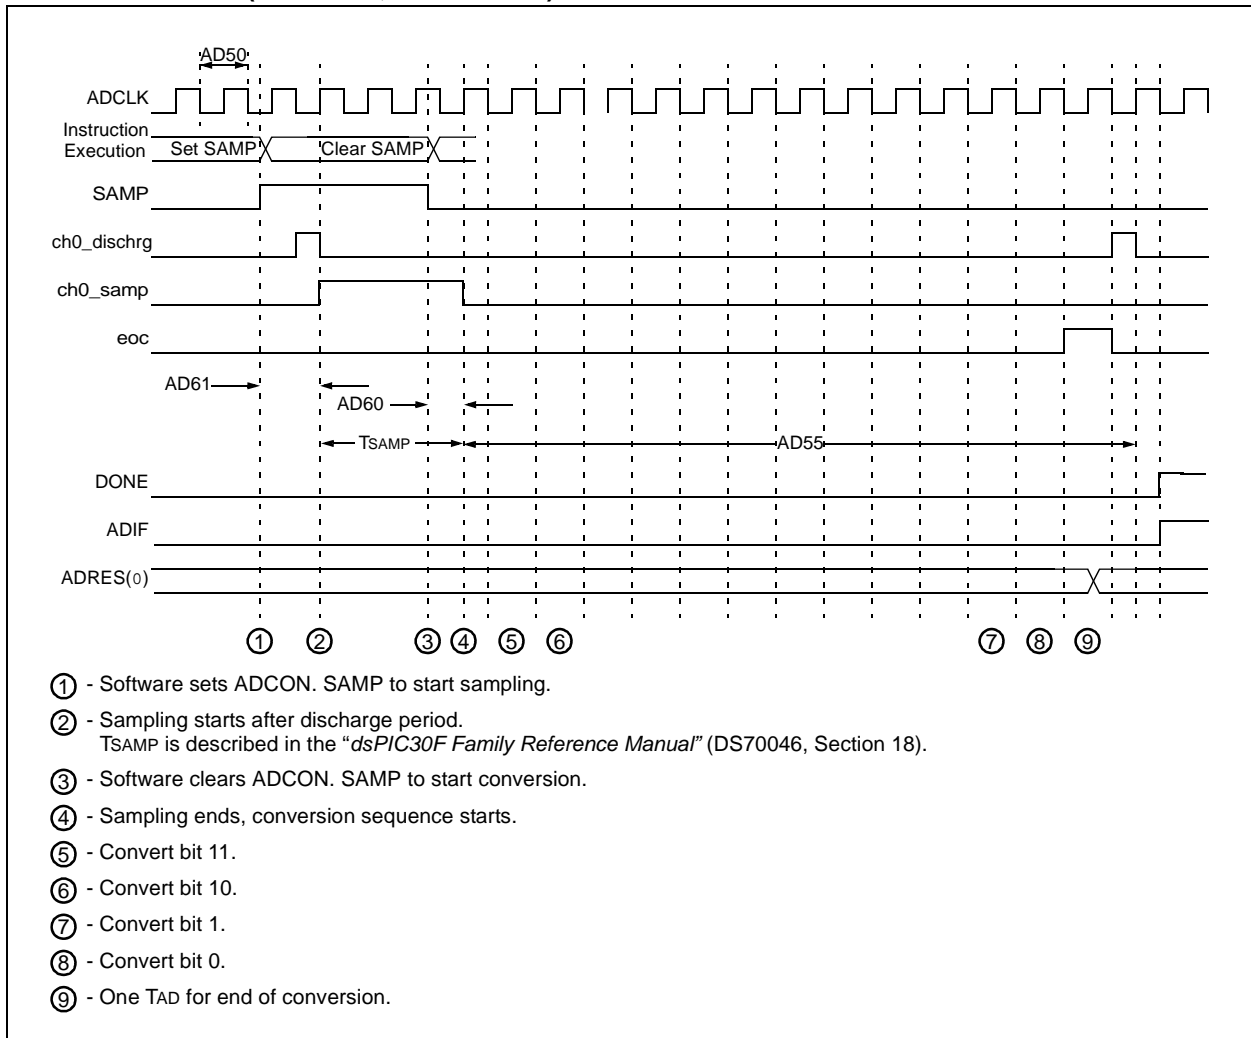 AD50
ADCLK
Instruction
Execution
Set SAMP
Clear SAMP
SAMP
ch0_dischrg
ch0_samp
eoc
AD61
AD60
TSAMP
AD55
DONE
ADIF
ADRES(0)
1 2 3 4 5 6 7 8 9
1 - Software sets ADCON. SAMP to start sampling.
2 - Sampling starts after discharge period.
TSAMP is described in the "dsPIC30F Family Reference Manual" (DS70046, Section 18).
3 - Software clears ADCON. SAMP to start conversion.
4 - Sampling ends, conversion sequence starts.
5 - Convert bit 11.
6 - Convert bit 10.
7 - Convert bit 1.
8 - Convert bit 0.
9 - One TAD for end of conversion.